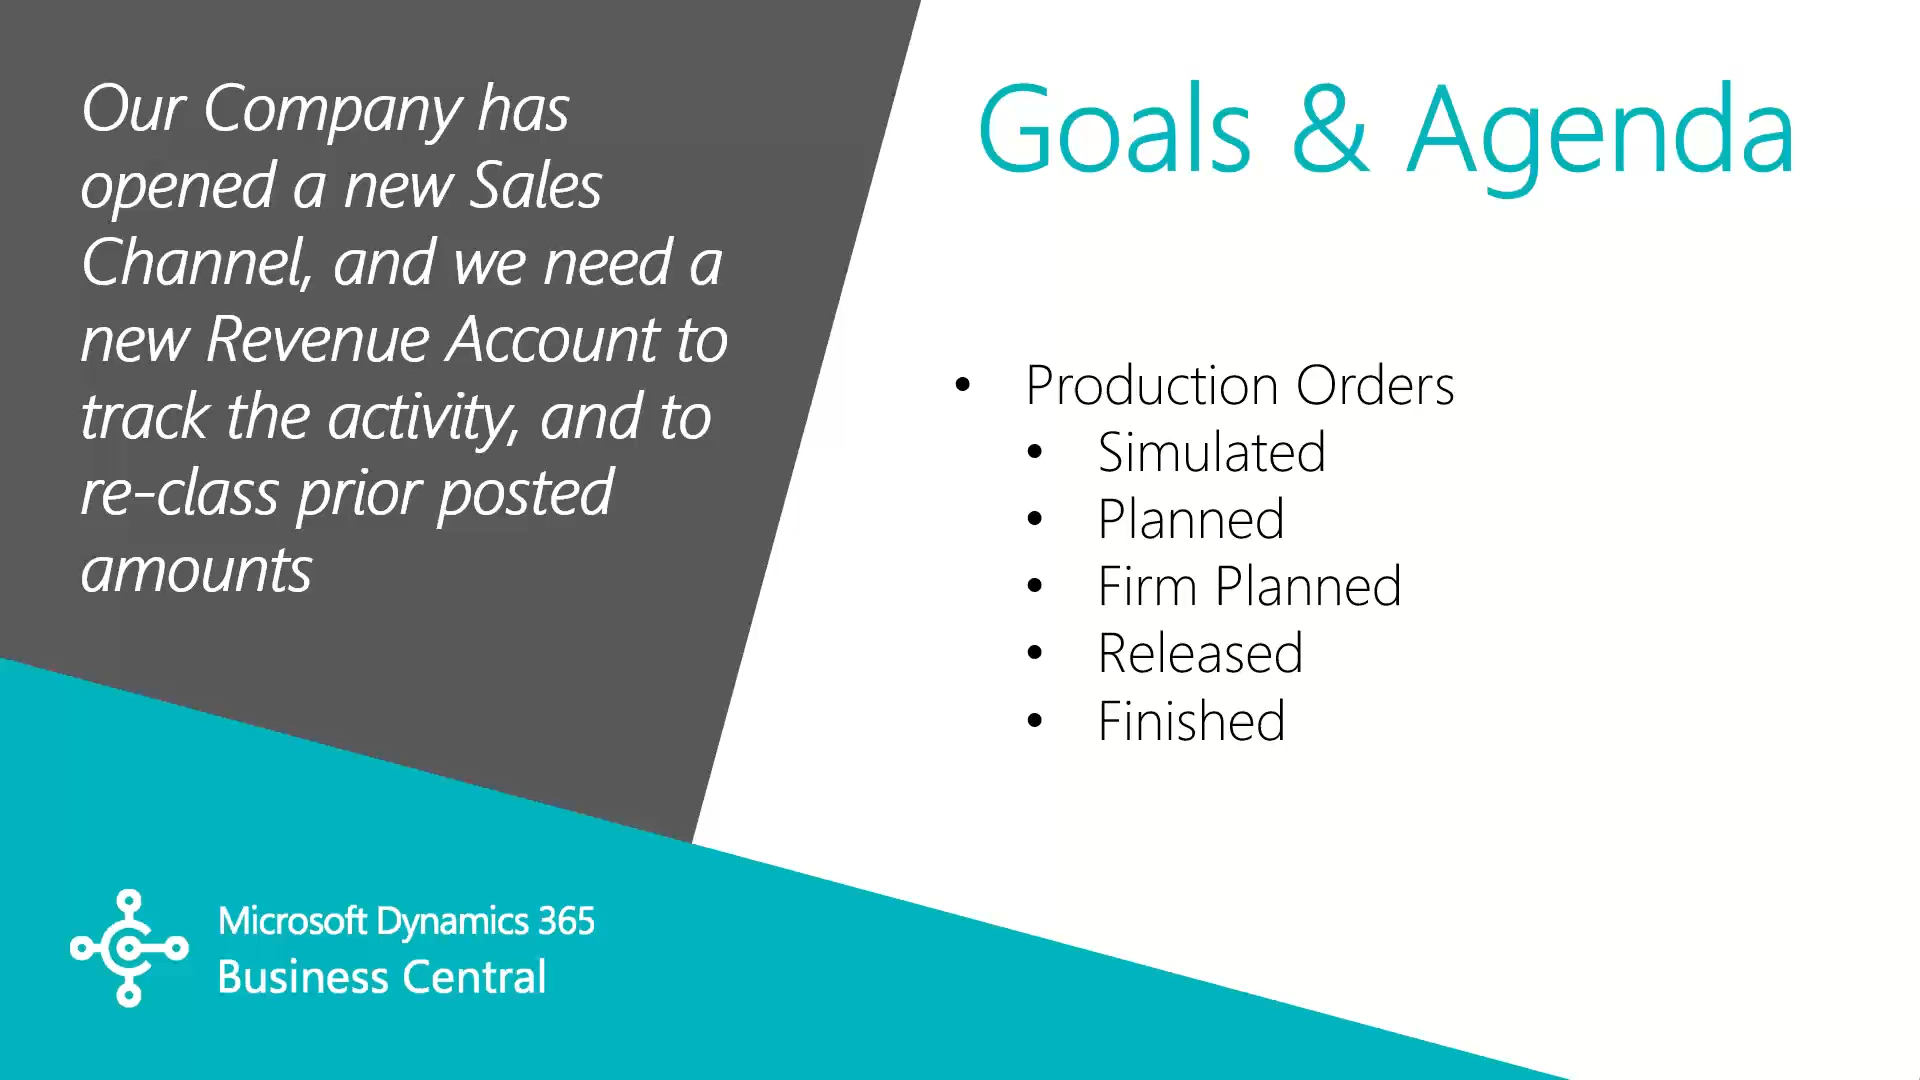 Our Company has
opened a new Sales
Channel, and we need a
new Revenue Account to
track the activity, and to
re-class prior posted
amounts
Goals & Agenda
• Production Orders
• Simulated
• Planned
• Firm Planned
• Released
• Finished
Microsoft Dynamics 365
Business Central